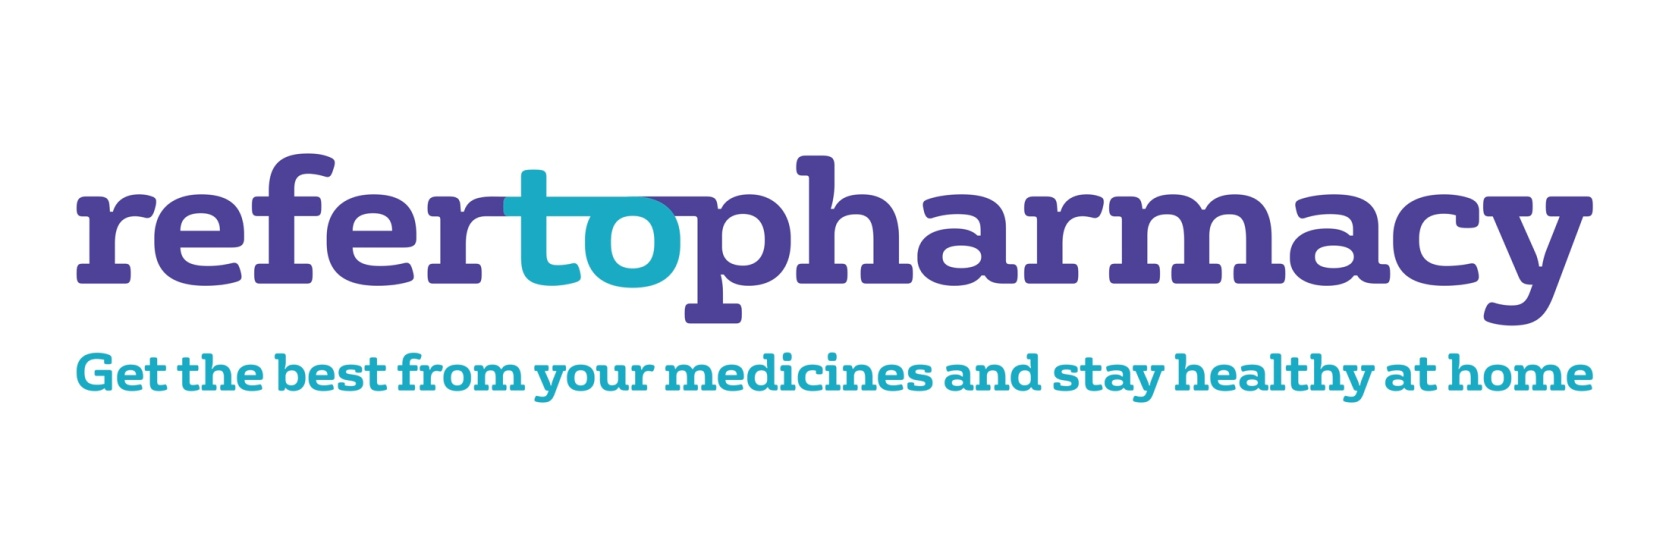 refertopharmacy
Get the best from your medicines and stay healthy at home